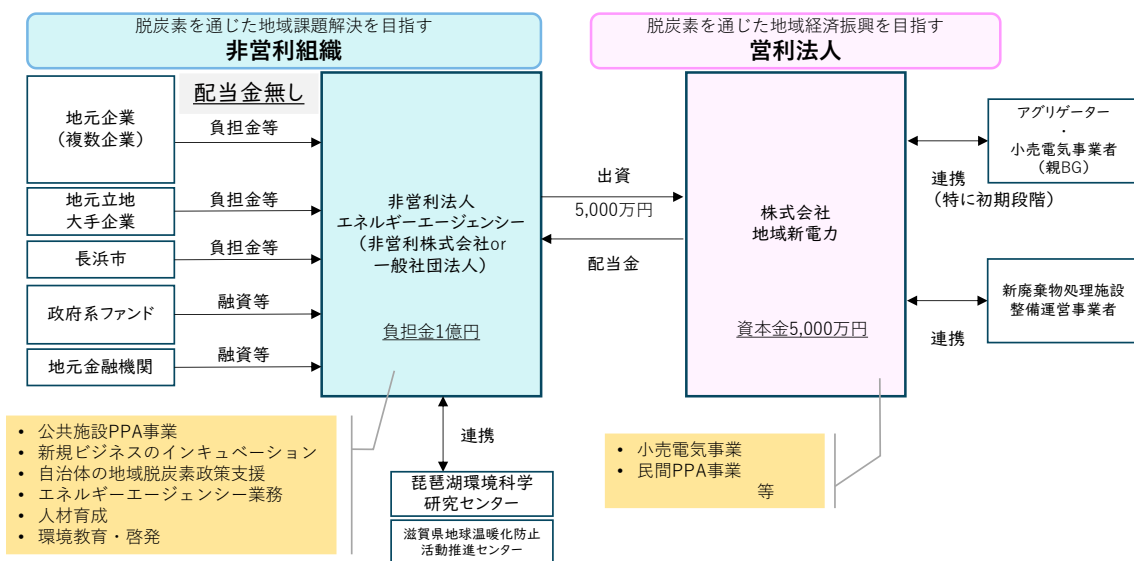 脱炭素を通じた地域課題解決を目指す
非営利組織
脱炭素を通じた地域経済振興を目指す
営利法人
配当金無し
地元企業
（複数企業）
負担金等
地元立地
大手企業
負担金等
長浜市
負担金等
政府系ファンド
融資等
地元金融機関
融資等
非営利法人
エネルギーエージェンシー
（非営利株式会社or
一般社団法人）
負担金1億円
出資
5,000万円
配当金
株式会社
地域新電力
資本金5,000万円
アグリゲーター
・
小売電気事業者
（親BG）
連携
（特に初期段階）
新廃棄物処理施設
整備運営事業者
連携
• 公共施設PPA事業
• 新規ビジネスのインキュベーション
• 自治体の地域脱炭素政策支援
• エネルギーエージェンシー業務
• 人材育成
• 環境教育・啓発
連携
琵琶湖環境科学
研究センター
滋賀県地球温暖化防止
活動推進センター
• 小売電気事業
• 民間PPA事業
等